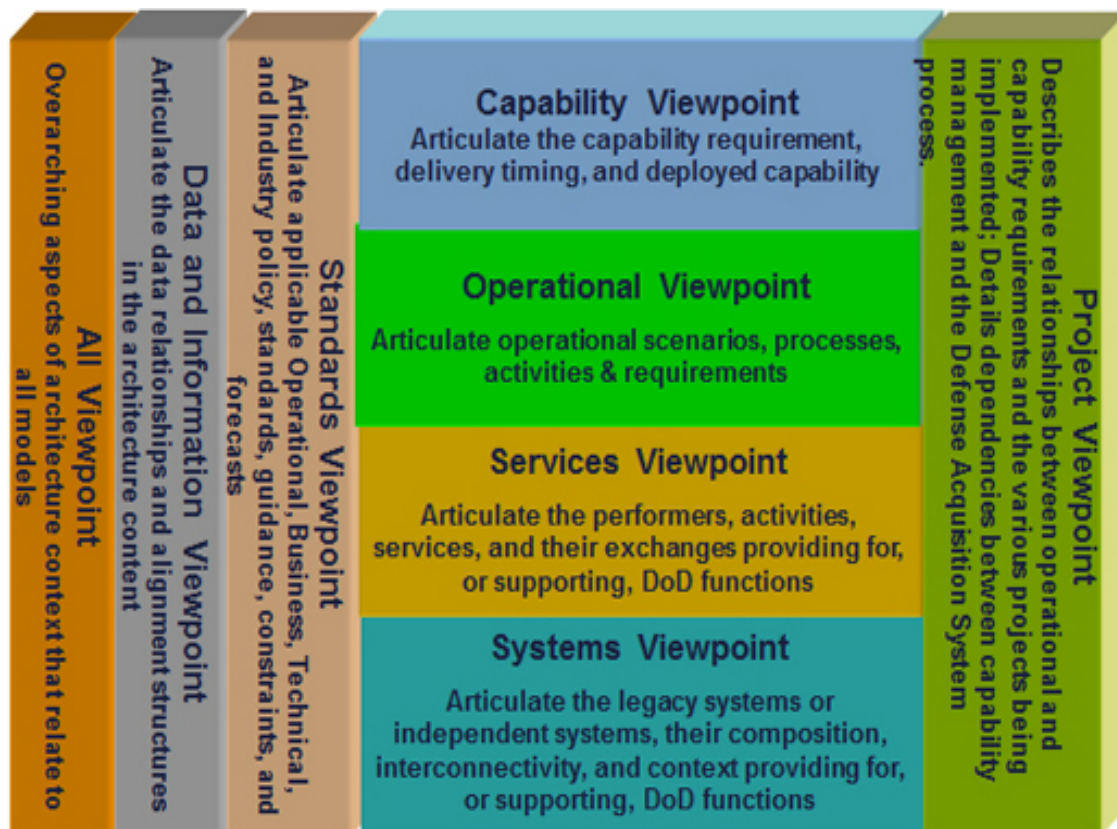 All Viewpoint
Overarching aspects of architecture context that relate to
all models
Data and Information Viewpoint
Articulate the data relationships and alignment structures
in the architecture content
Standards Viewpoint
Articulate applicable Operational, Business, Technical,
and Industry policy, standards, guidance, constraints, and
forecasts
Capability Viewpoint
Articulate the capability requirement,
delivery timing, and deployed capability
Operational Viewpoint
Articulate operational scenarios, processes,
activities & requirements
Services Viewpoint
Articulate the performers, activities,
services, and their exchanges providing for,
or supporting, DoD functions
Systems Viewpoint
Articulate the legacy systems or
independent systems, their composition,
interconnectivity, and context providing for,
or supporting, DoD functions
Project Viewpoint
Describes the relationships between operational and
capability requirements and the various projects being
implemented; Details dependencies between capability
management and the Defense Acquisition System
process.